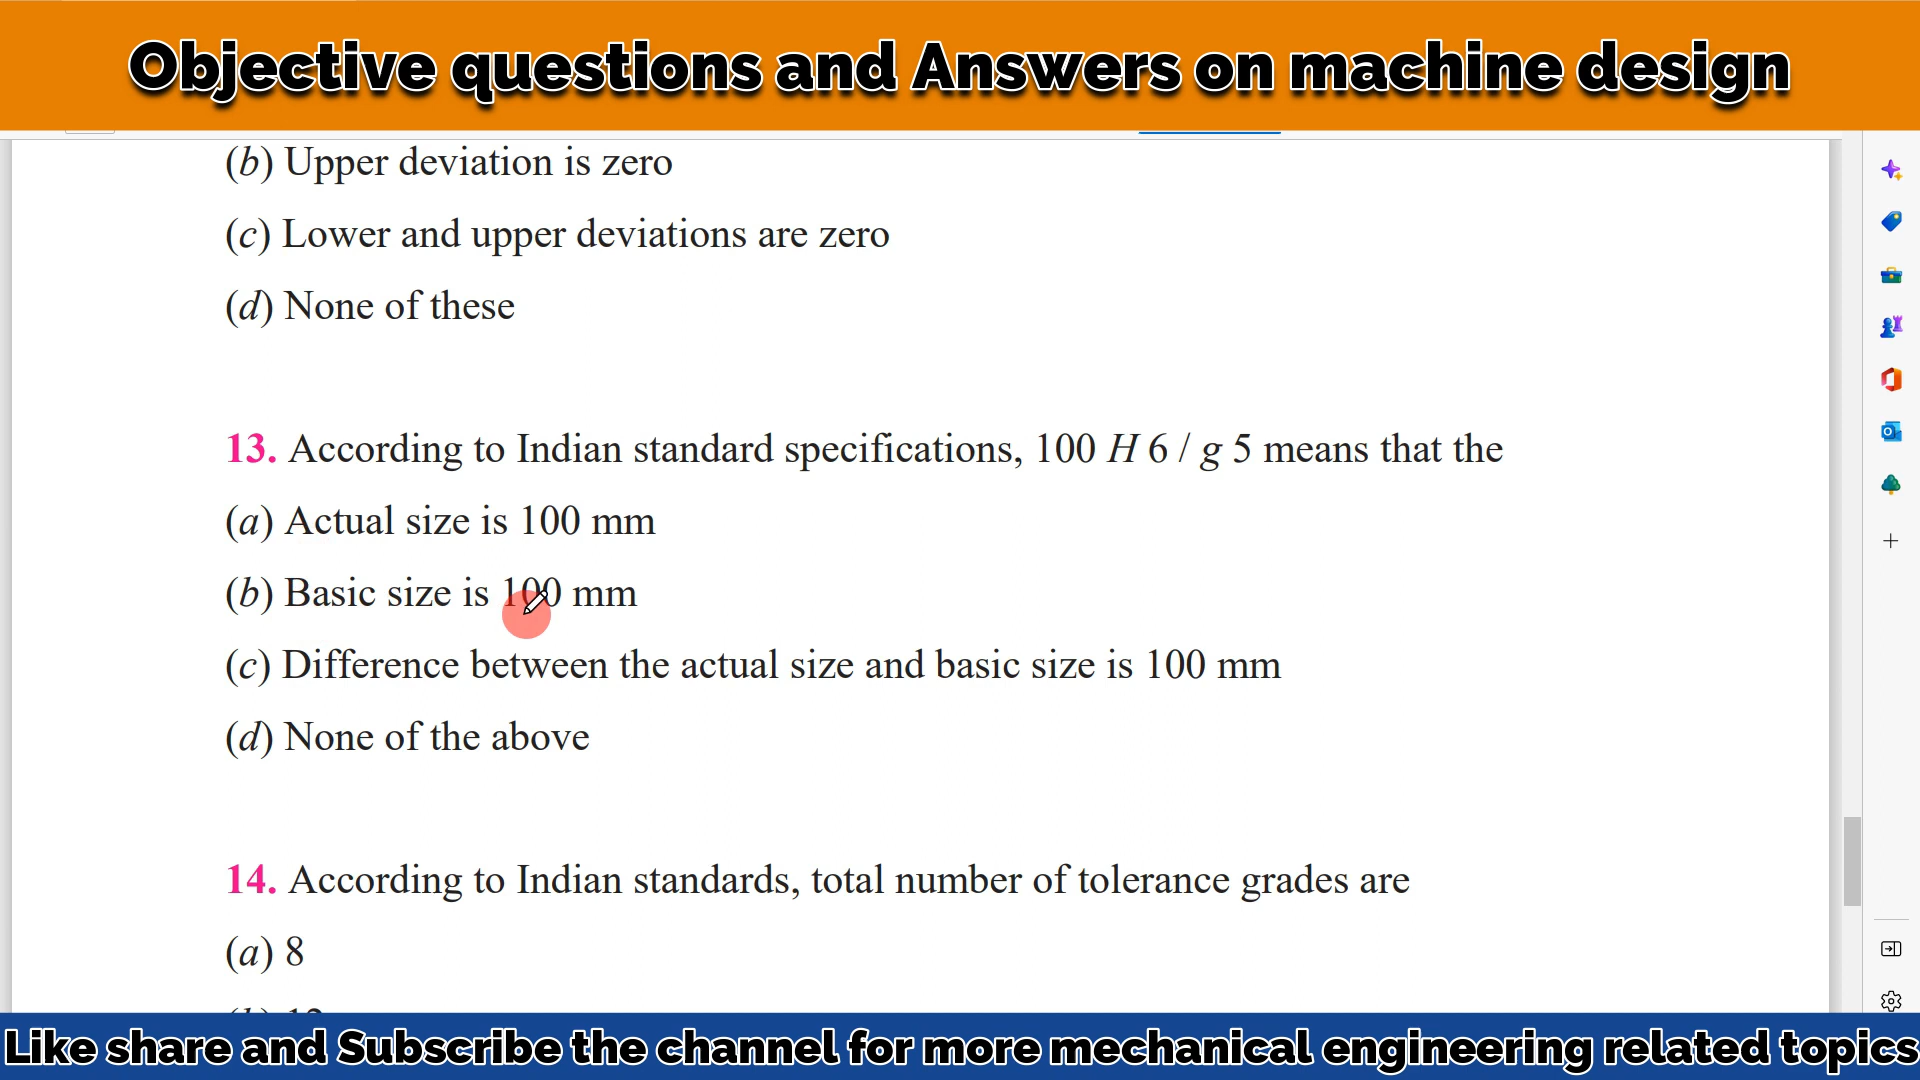 Objective questions and Answers on machine design
(b) Upper deviation is zero
(c) Lower and upper deviations are zero
(d) None of these
13. According to Indian standard specifications, 100 H 6 / g 5 means that the
(a) Actual size is 100 mm
(b) Basic size is 100 mm
(c) Difference between the actual size and basic size is 100 mm
(d) None of the above
14. According to Indian standards, total number of tolerance grades are
(a) 8
Like share and Subscribe the channel for more mechanical engineering related topics